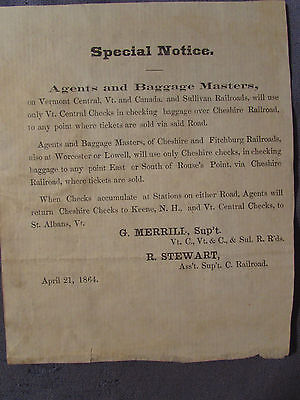 Special Notice.
Agents and Baggage Masters,
on Vermont Central, Vt. and Canada, and Sullivan Railroads, will use
only Vt. Central Checks in checking baggage over Cheshire Railroad,
to any point where tickets are sold via said Road.
Agents and Baggage Masters, of Cheshire and Fitchburg Railroads,
also at Worcester or Lowell, will use only Cheshire checks, in checking
baggage to any point East or South of Rouse's Point, via Cheshire
Railroad, where tickets are sold.
When Checks accumulate at Stations on either Road, Agents will
return Cheshire Checks to Keene, N. H., and Vt. Central Checks, to
St. Albans, Vt.
G. MERRILL, Sup't.
Vt. C., Vt. & C., & Sul. R. R'ds.
R. STEWART,
Ass't. Sup't. C. Railroad.
April 21, 1864.